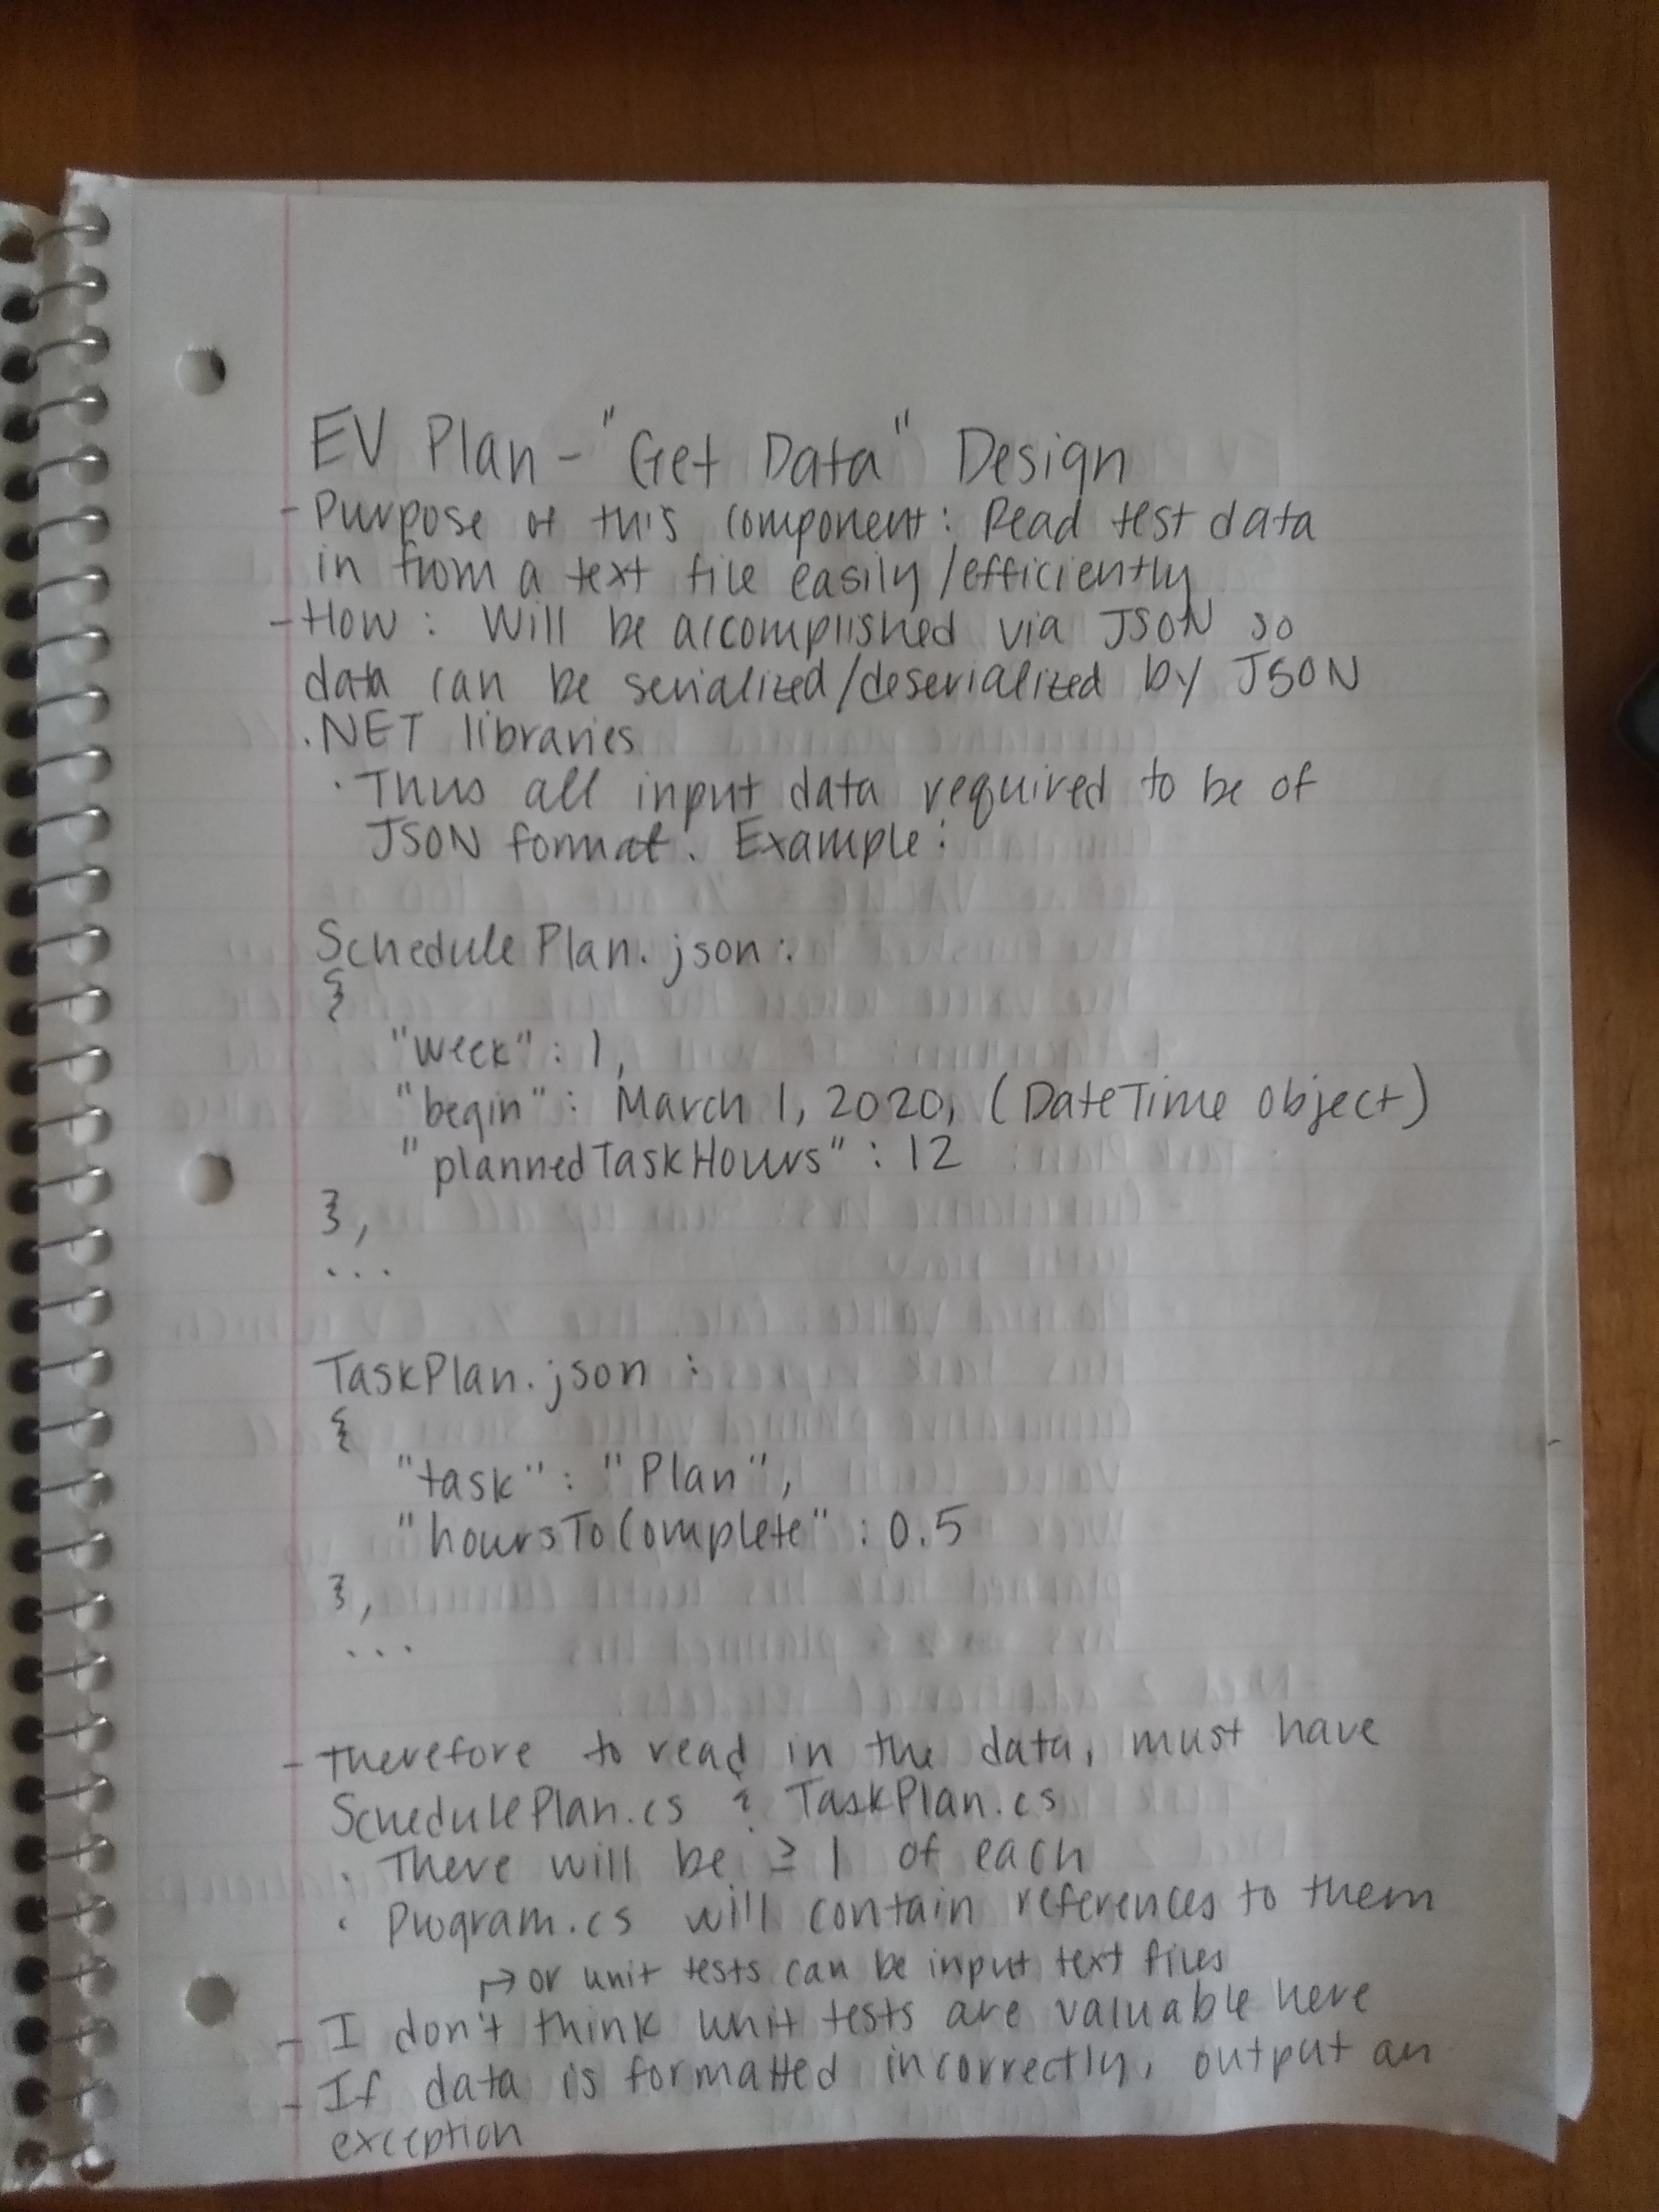 EV Plan - "Get Data" Design
- Purpose of this component: Read test data
in from a text file easily/efficiently
- How: Will be accomplished via JSON so
data can be serialized/deserialized by JSON
.NET libraries
· Thus all input data required to be of
JSON format. Example:
SchedulePlan.json:
{
"week": 1,
"begin": March 1, 2020, (DateTime object)
"plannedTaskHours": 12
},
...
TaskPlan.json:
{
"task": "Plan",
"hoursToComplete": 0.5
},
...
- Therefore to read in the data, must have
SchedulePlan.cs & TaskPlan.cs
· There will be ≥ 1 of each
· Program.cs will contain references to them
↦ or unit tests can be input text files
- I don't think unit tests are valuable here
- If data is formatted incorrectly, output an
exception